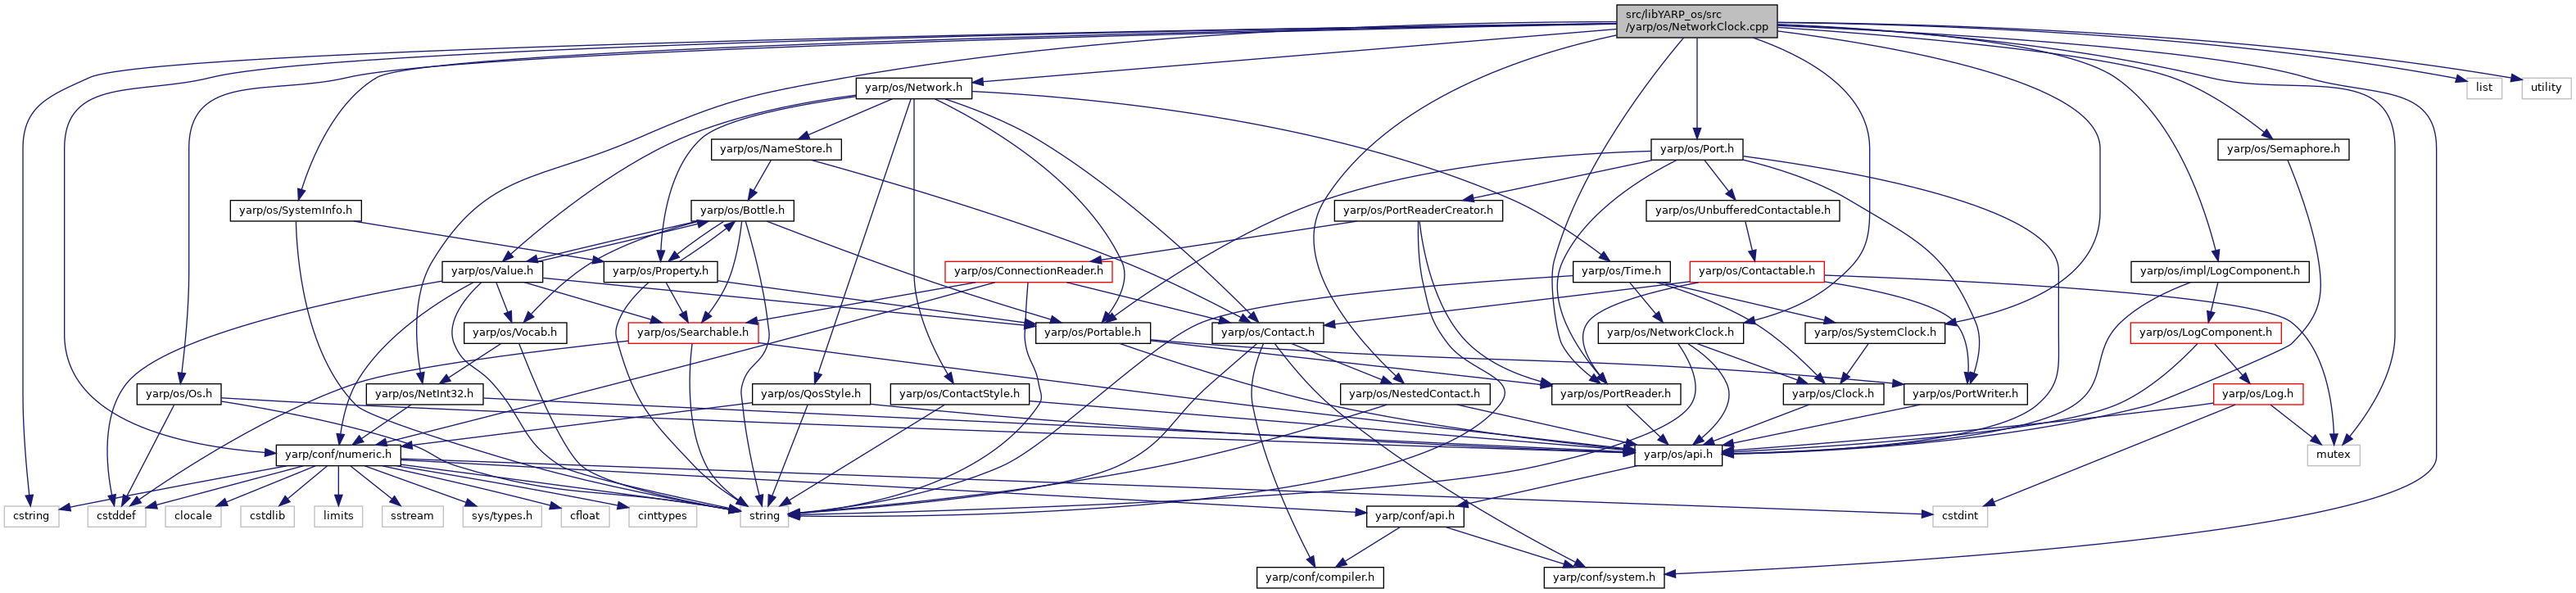 src/libYARP_os/src
/yarp/os/NetworkClock.cpp
yarp/os/Network.h
list
utility
yarp/os/NameStore.h
yarp/os/Port.h
yarp/os/Semaphore.h
yarp/os/SystemInfo.h
yarp/os/Bottle.h
yarp/os/PortReaderCreator.h
yarp/os/UnbufferedContactable.h
yarp/os/Value.h
yarp/os/Property.h
yarp/os/ConnectionReader.h
yarp/os/Time.h
yarp/os/Contactable.h
yarp/os/impl/LogComponent.h
yarp/os/Vocab.h
yarp/os/Searchable.h
yarp/os/Portable.h
yarp/os/Contact.h
yarp/os/NetworkClock.h
yarp/os/SystemClock.h
yarp/os/LogComponent.h
yarp/os/Os.h
yarp/os/NetInt32.h
yarp/os/QosStyle.h
yarp/os/ContactStyle.h
yarp/os/NestedContact.h
yarp/os/PortReader.h
yarp/os/Clock.h
yarp/os/PortWriter.h
yarp/os/Log.h
yarp/conf/numeric.h
yarp/os/api.h
mutex
cstring
cstddef
clocale
cstdlib
limits
sstream
sys/types.h
cfloat
cinttypes
string
yarp/conf/api.h
cstdint
yarp/conf/compiler.h
yarp/conf/system.h